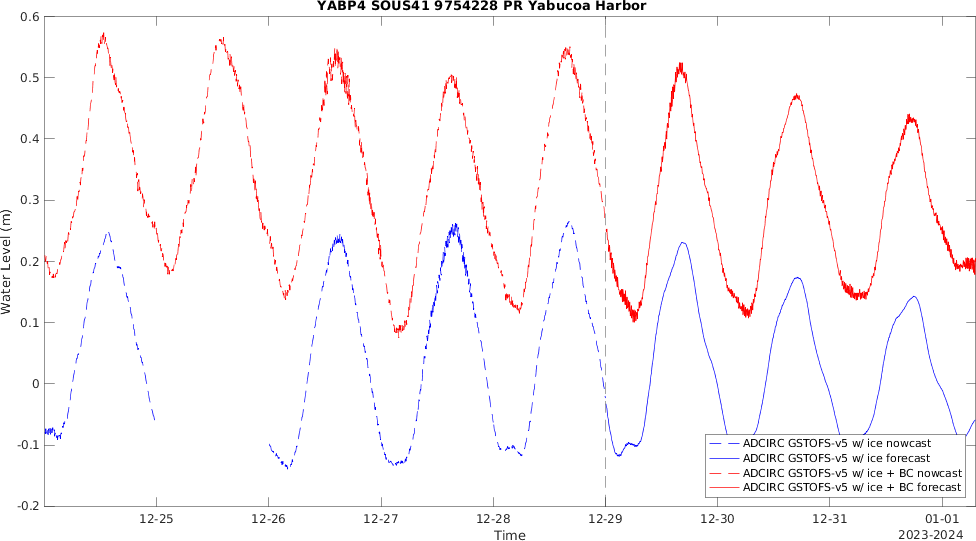 YABP4 SOUS41 9754228 PR Yabucoa Harbor
0.6
0.5
0.4
0.3
0.2
0.1
0
-0.1
-0.2
Water Level (m)
12-25
12-26
12-27
12-28
12-29
12-30
12-31
01-01
Time
2023-2024
ADCIRC GSTOFS-v5 w/ ice nowcast
ADCIRC GSTOFS-v5 w/ ice forecast
ADCIRC GSTOFS-v5 w/ ice + BC nowcast
ADCIRC GSTOFS-v5 w/ ice + BC forecast